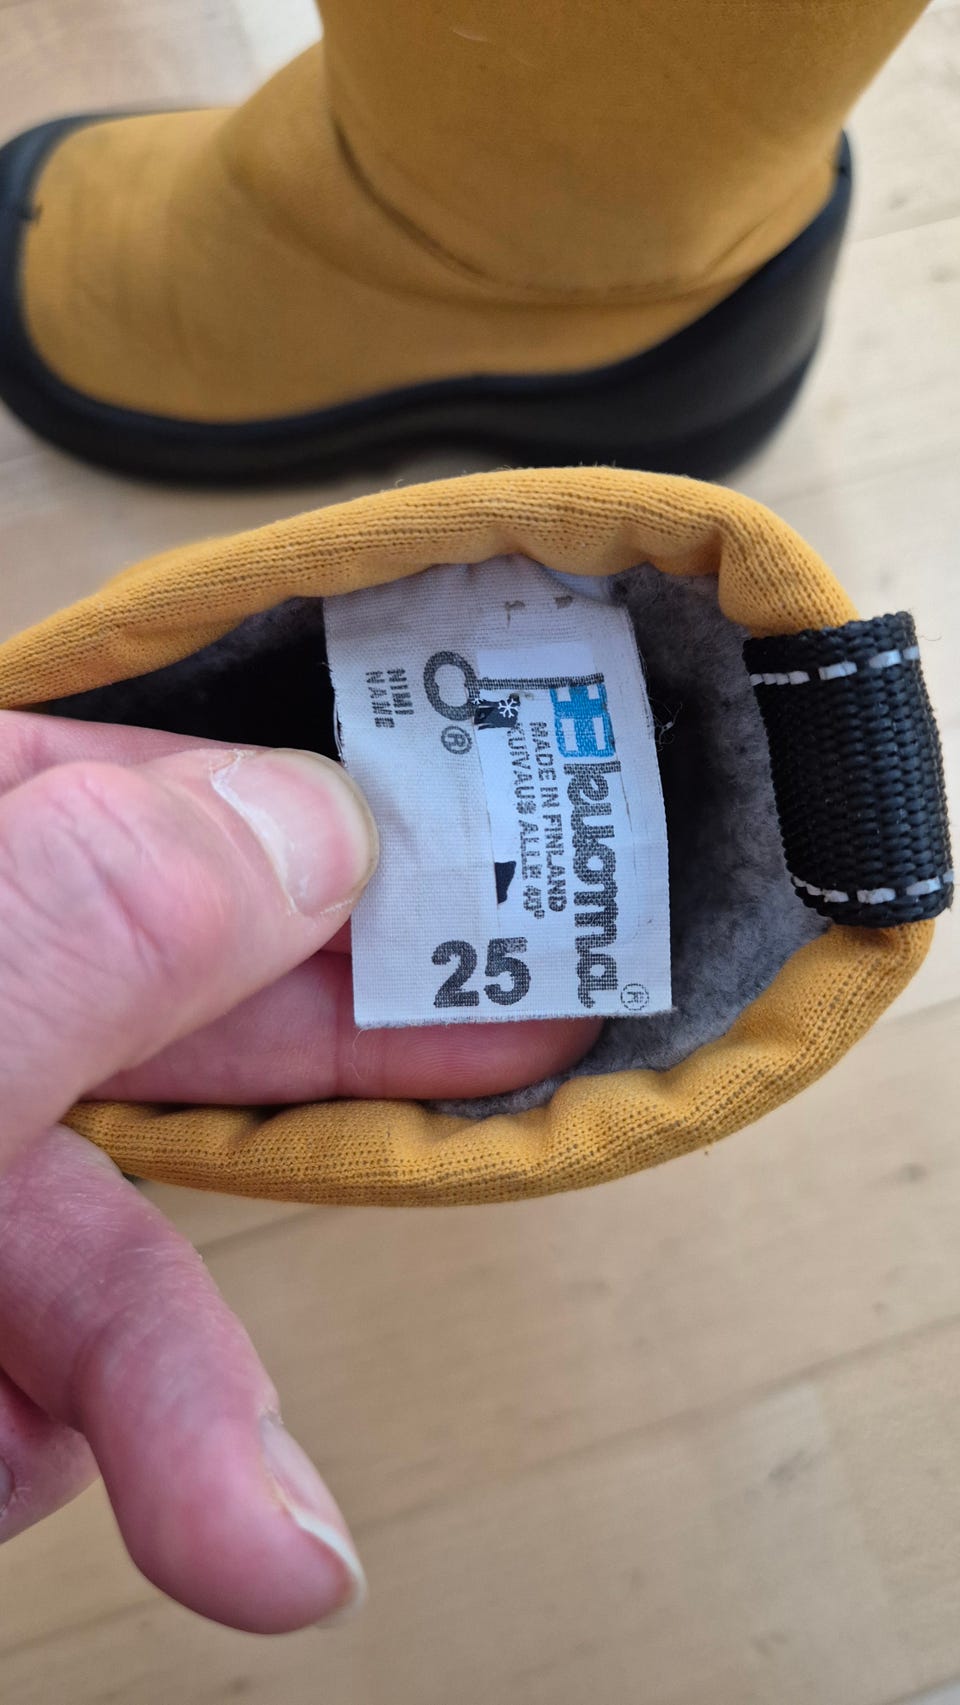 kuoma®
MADE IN FINLAND
KUIVAUS ALLE 40°
25
®
NIMI
NAME